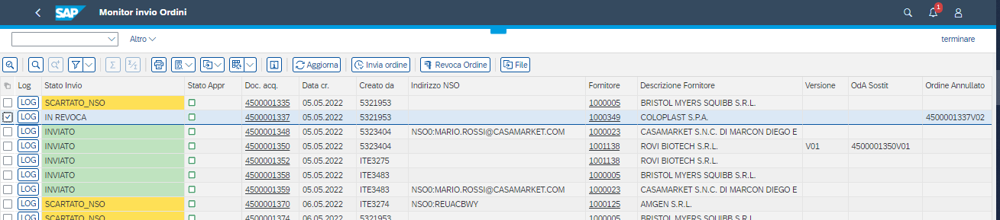 SAP Monitor invio Ordini 1
Altro terminare
Σ Σ/Σ Aggiorna Invia ordine Revoca Ordine File
Log Stato Invio Stato Appr Doc. acq. Data cr. Creato da Indirizzo NSO Fornitore Descrizione Fornitore Versione OdA Sostit Ordine Annullato
LOG SCARTATO_NSO 4500001335 05.05.2022 5321953 1000005 BRISTOL MYERS SQUIBB S.R.L.
LOG IN REVOCA 4500001337 05.05.2022 5321953 1000349 COLOPLAST S.P.A. 4500001337V02
LOG INVIATO 4500001348 05.05.2022 5323404 NSO0:MARIO.ROSSI@CASAMARKET.COM 1000023 CASAMARKET S.N.C. DI MARCON DIEGO E
LOG INVIATO 4500001350 05.05.2022 5323404 1001138 ROVI BIOTECH S.R.L. V01 4500001350V01
LOG INVIATO 4500001352 05.05.2022 ITE3275 1001138 ROVI BIOTECH S.R.L.
LOG INVIATO 4500001358 05.05.2022 ITE3483 1000005 BRISTOL MYERS SQUIBB S.R.L.
LOG INVIATO 4500001359 05.05.2022 ITE3483 NSO0:MARIO.ROSSI@CASAMARKET.COM 1000023 CASAMARKET S.N.C. DI MARCON DIEGO E
LOG SCARTATO_NSO 4500001370 06.05.2022 ITE3274 NSO0:REUACBWY 1000125 AMGEN S.R.L.
LOG SCARTATO_NSO 4500001374 06.05.2022 5321953 1000005 BRISTOL MYERS SQUIBB S.R.L.